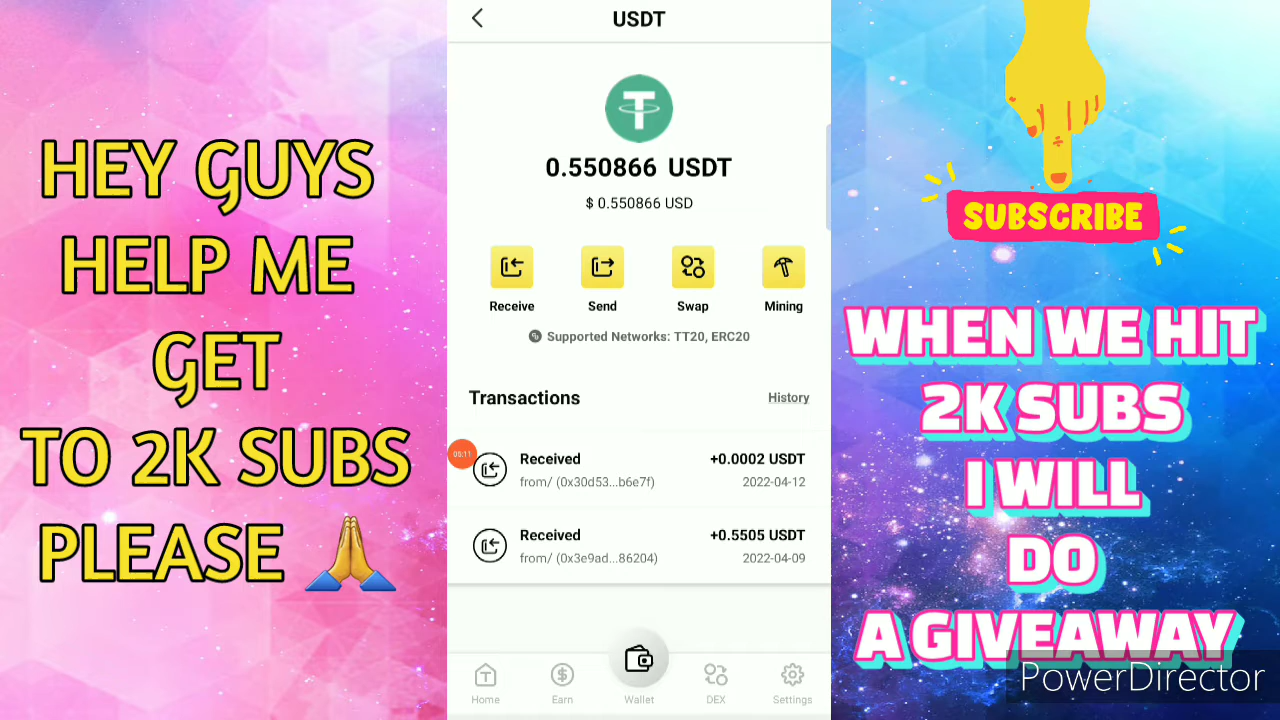 HEY GUYS
HELP ME
GET
TO 2K SUBS
PLEASE 🙏
USDT
0.550866 USDT
$ 0.550866 USD
Receive
Send
Swap
Mining
Supported Networks: TT20, ERC20
Transactions
History
00:11
Received
+0.0002 USDT
from/ (0x30d53...b6e7f)
2022-04-12
Received
+0.5505 USDT
from/ (0x3e9ad...86204)
2022-04-09
Home
Earn
Wallet
DEX
Settings
SUBSCRIBE
WHEN WE HIT
2K SUBS
I WILL
DO
A GIVEAWAY
PowerDirector